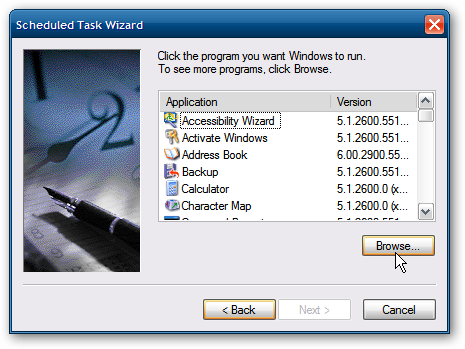 Scheduled Task Wizard
Click the program you want Windows to run.
To see more programs, click Browse.
Application Version
Accessibility Wizard 5.1.2600.551...
Activate Windows 5.1.2600.551...
Address Book 6.00.2900.55...
Backup 5.1.2600.551...
Calculator 5.1.2600.0 (x...
Character Map 5.1.2600.0 (x...
Browse...
< Back Next > Cancel